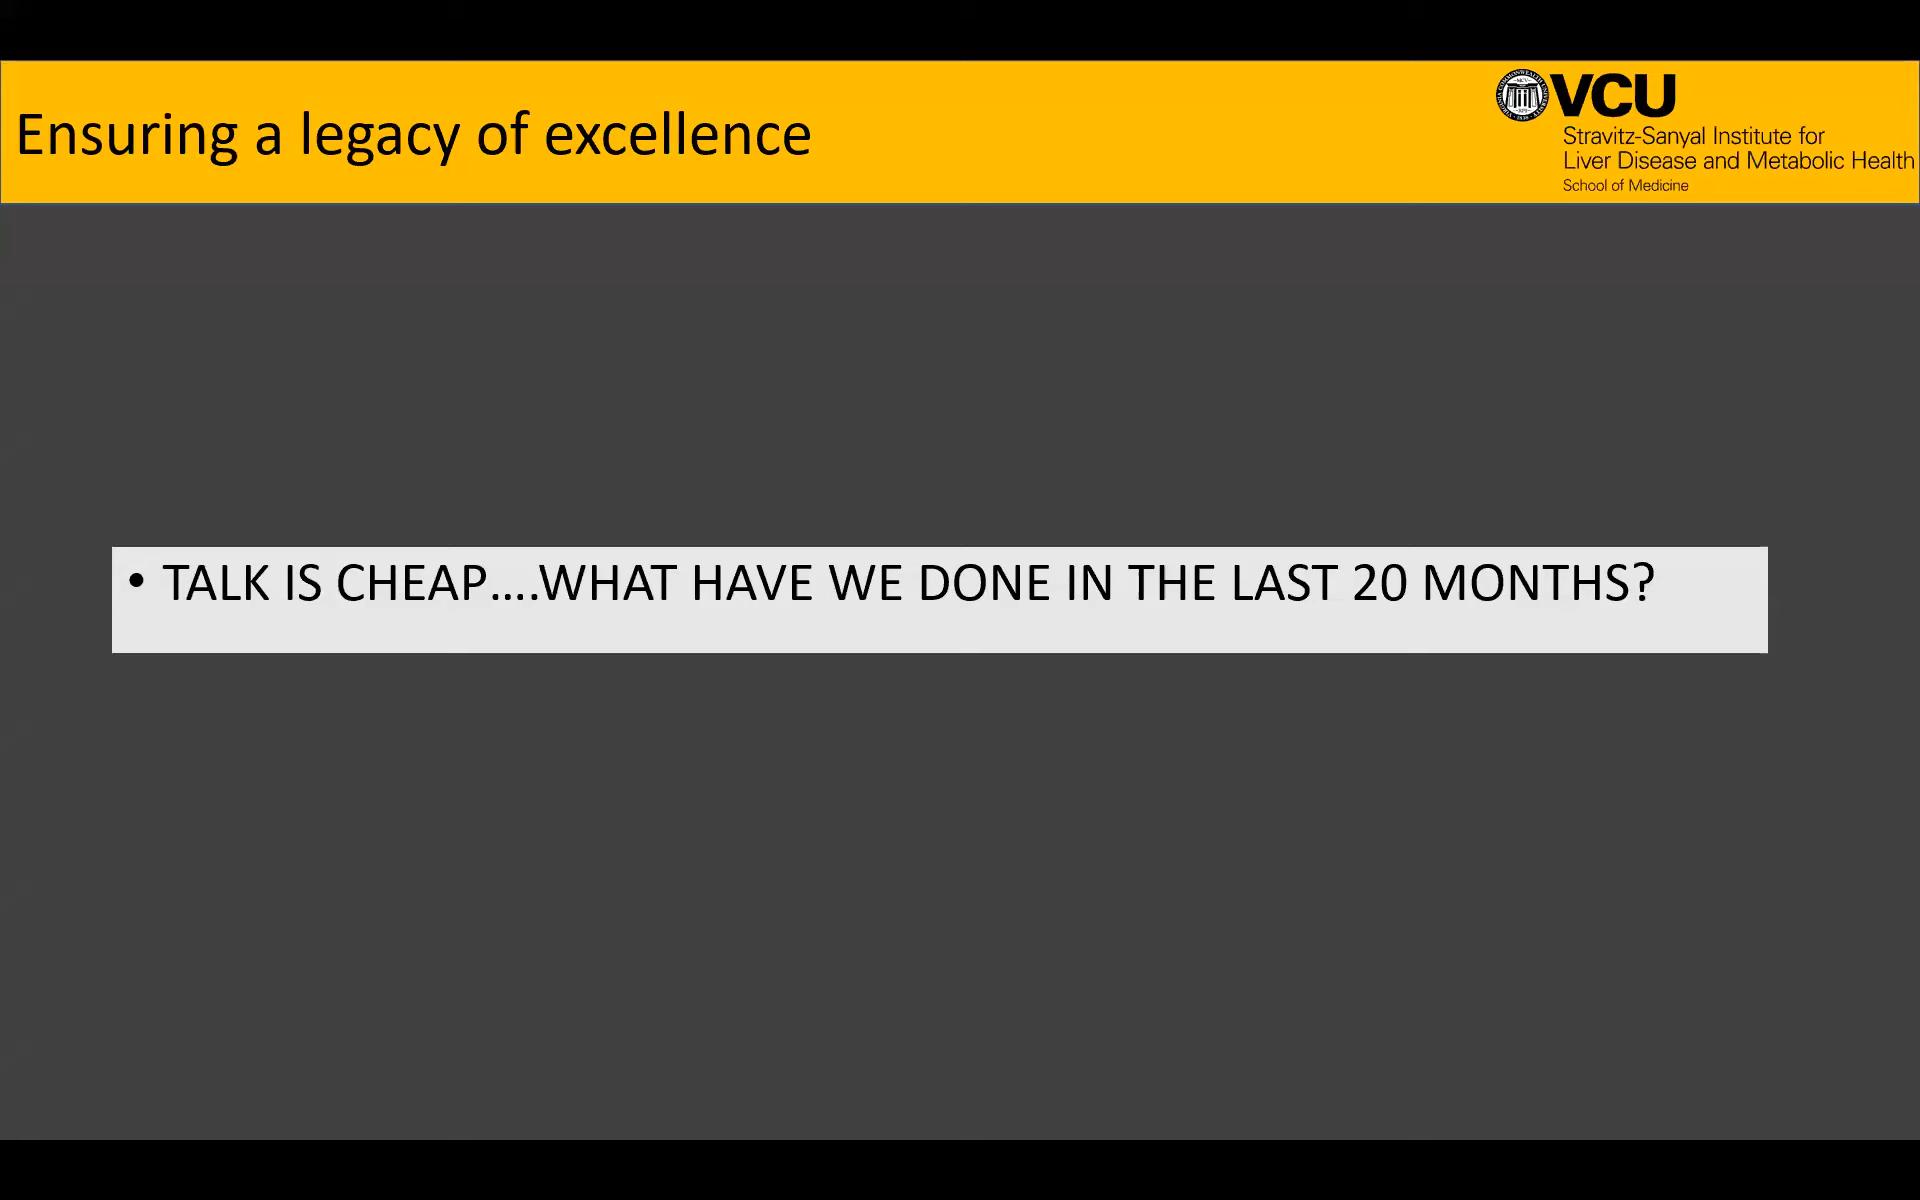 Ensuring a legacy of excellence
VCU
Stravitz-Sanyal Institute for
Liver Disease and Metabolic Health
School of Medicine
• TALK IS CHEAP....WHAT HAVE WE DONE IN THE LAST 20 MONTHS?